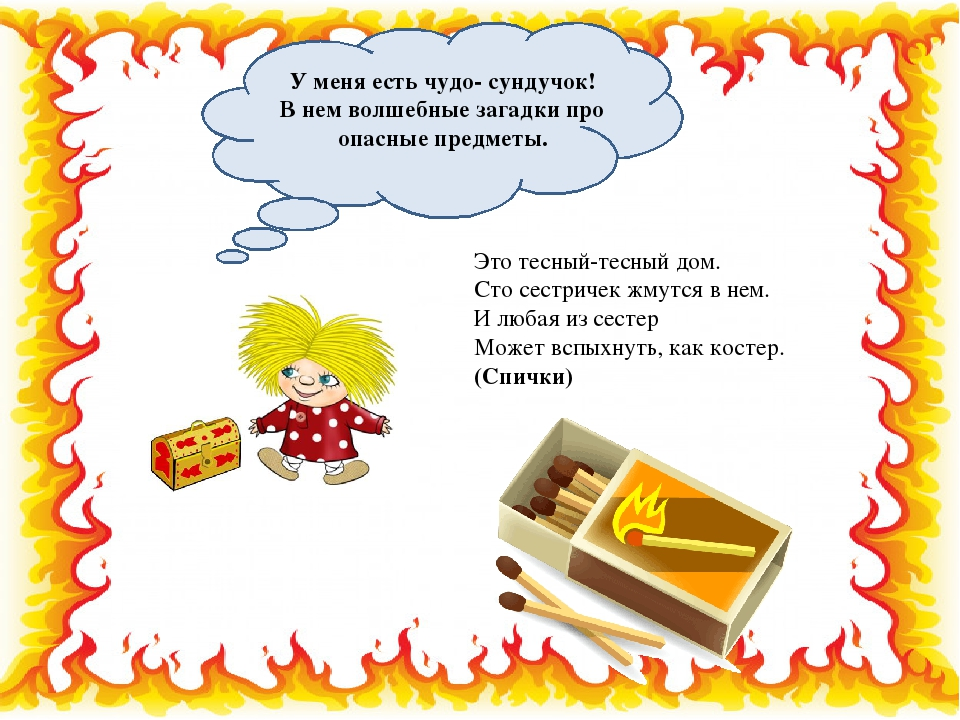 У меня есть чудо- сундучок!
В нем волшебные загадки про
опасные предметы.
Это тесный-тесный дом.
Сто сестричек жмутся в нем.
И любая из сестер
Может вспыхнуть, как костер.
(Спички)